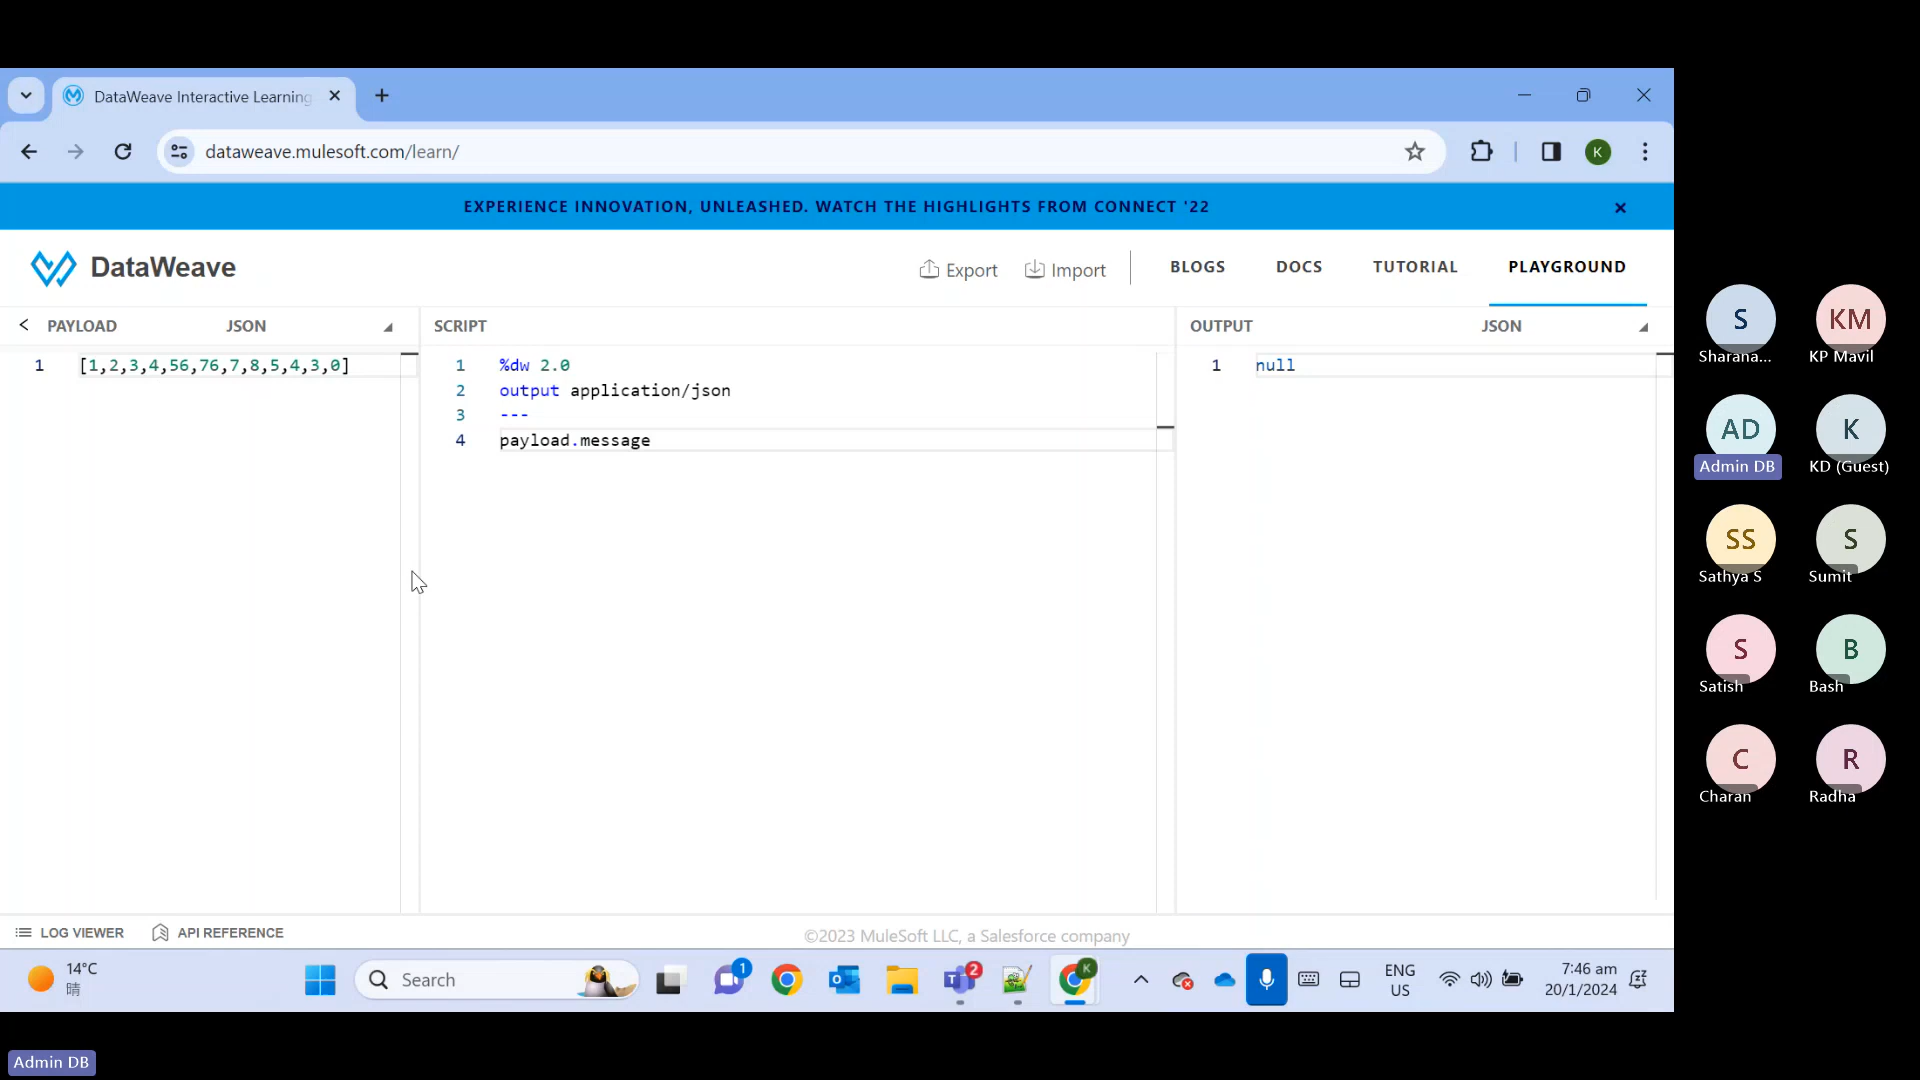 DataWeave Interactive Learning
dataweave.mulesoft.com/learn/
K
EXPERIENCE INNOVATION, UNLEASHED. WATCH THE HIGHLIGHTS FROM CONNECT '22
DataWeave
Export
Import
BLOGS
DOCS
TUTORIAL
PLAYGROUND
PAYLOAD
JSON
1 [1,2,3,4,56,76,7,8,5,4,3,0]
SCRIPT
1 %dw 2.0
2 output application/json
3 ---
4 payload.message
OUTPUT
JSON
1 null
LOG VIEWER
API REFERENCE
©2023 MuleSoft LLC, a Salesforce company
14°C
晴
Search
1
2
K
ENG
US
7:46 am
20/1/2024
S
Sharana...
KM
KP Mavil
AD
Admin DB
K
KD (Guest)
SS
Sathya S
S
Sumit
S
Satish
B
Bash
C
Charan
R
Radha
Admin DB